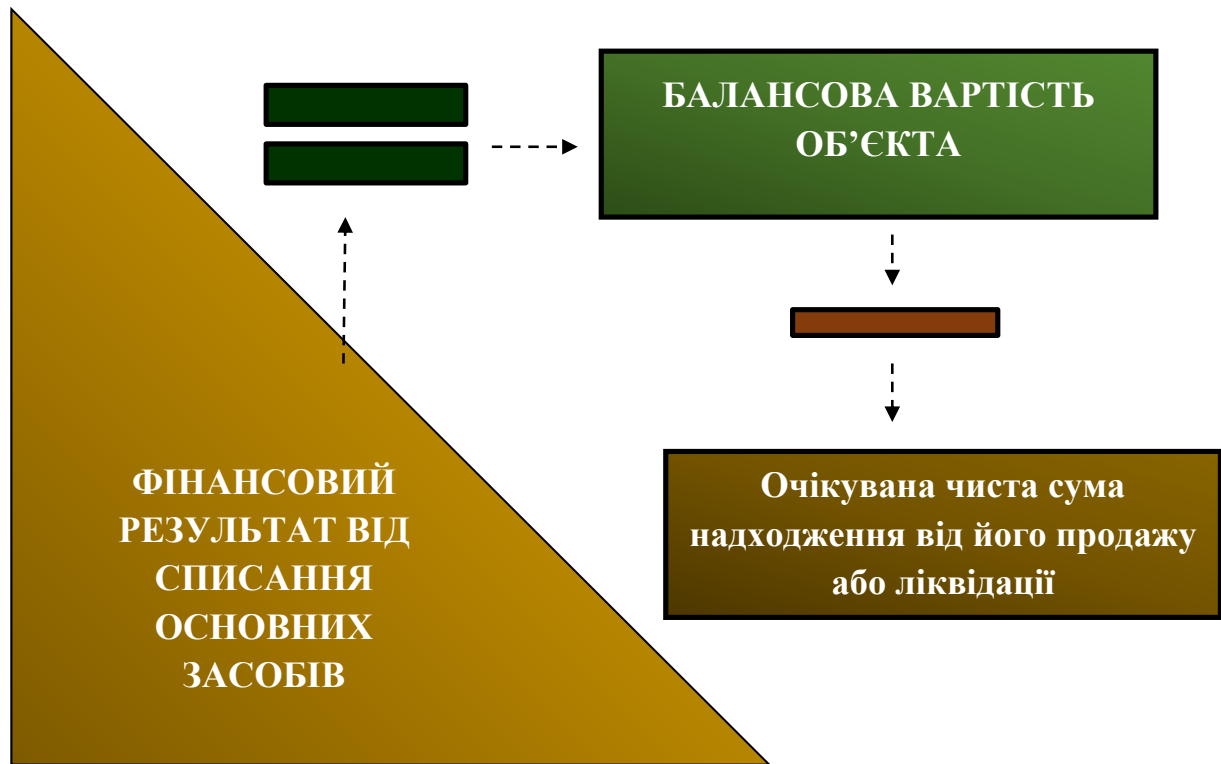 БАЛАНСОВА ВАРТІСТЬ
ОБ’ЄКТА
ФІНАНСОВИЙ
РЕЗУЛЬТАТ ВІД
СПИСАННЯ
ОСНОВНИХ
ЗАСОБІВ
Очікувана чиста сума
надходження від його продажу
або ліквідації